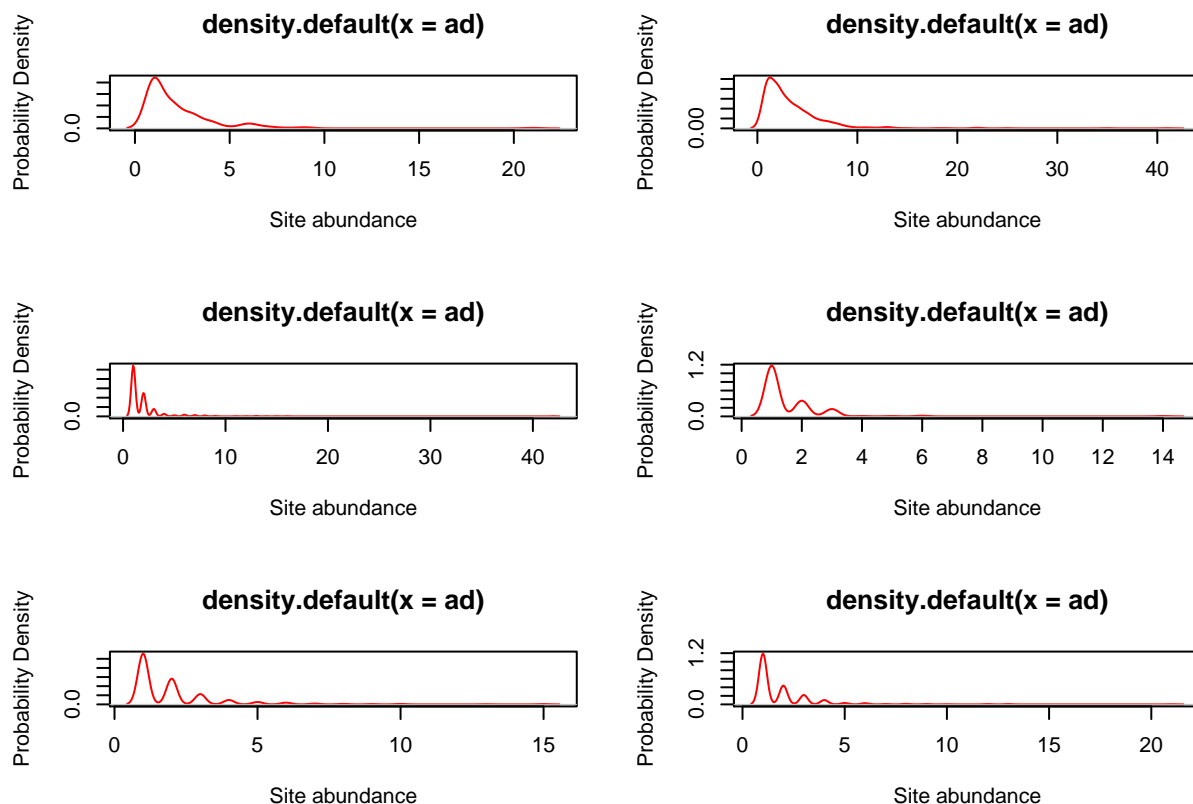 density.default(x = ad)
Probability Density
0.0
0 5 10 15 20
Site abundance
density.default(x = ad)
Probability Density
0.00
0 10 20 30 40
Site abundance
density.default(x = ad)
Probability Density
0.0
0 10 20 30 40
Site abundance
density.default(x = ad)
Probability Density
0.0 1.2
0 2 4 6 8 10 12 14
Site abundance
density.default(x = ad)
Probability Density
0.0
0 5 10 15
Site abundance
density.default(x = ad)
Probability Density
0.0 1.2
0 5 10 15 20
Site abundance